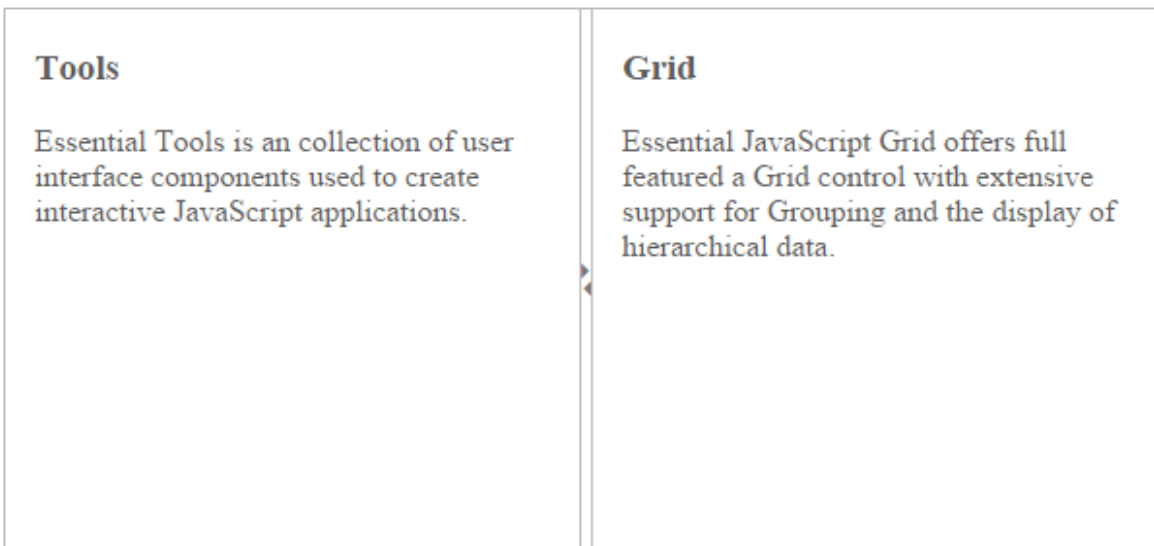 Tools
Essential Tools is an collection of user
interface components used to create
interactive JavaScript applications.
Grid
Essential JavaScript Grid offers full
featured a Grid control with extensive
support for Grouping and the display of
hierarchical data.